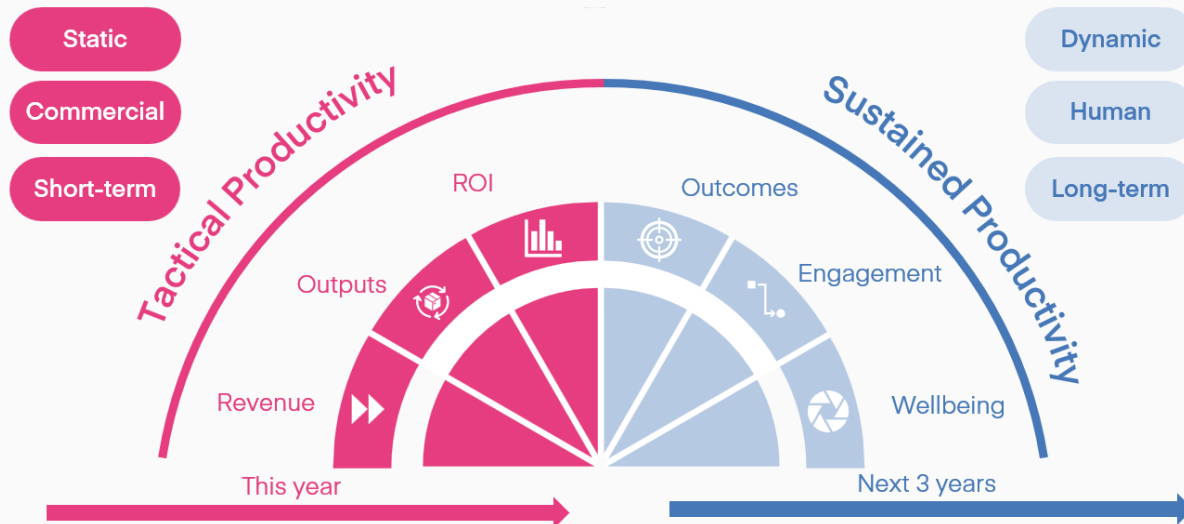 Static
Commercial
Short-term
Dynamic
Human
Long-term
Tactical Productivity
Sustained Productivity
ROI
Outcomes
Outputs
Engagement
Revenue
Wellbeing
This year
Next 3 years